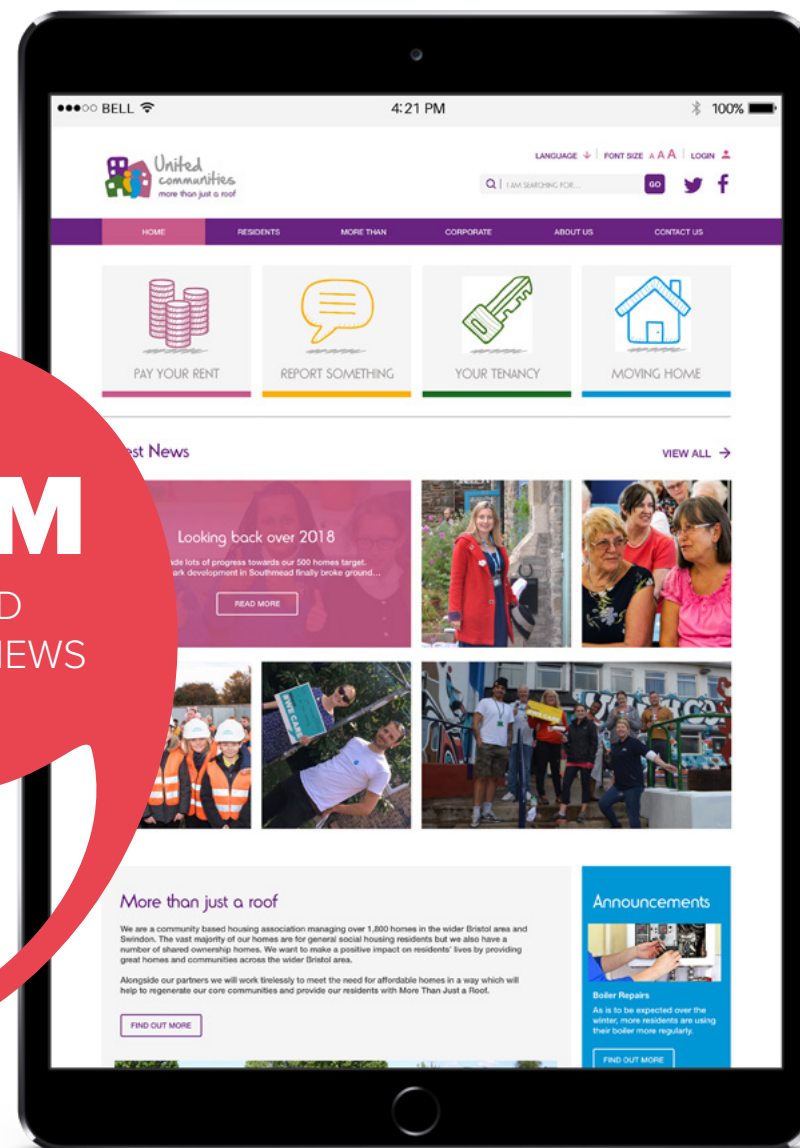 BELL
4:21 PM
100%
United
communities
more than just a roof
LANGUAGE
FONT SIZE A A A
LOGIN
I AM SEARCHING FOR...
GO
HOME
RESIDENTS
MORE THAN
CORPORATE
ABOUT US
CONTACT US
PAY YOUR RENT
REPORT SOMETHING
YOUR TENANCY
MOVING HOME
News
VIEW ALL
Looking back over 2018
lots of progress towards our 500 homes target.
development in Southmead finally broke ground...
READ MORE
M
D
#WE CARE
More than just a roof
We are a community based housing association managing over 1,800 homes in the wider Bristol area and
Swindon. The vast majority of our homes are for general social housing residents but we also have a
number of shared ownership homes. We want to make a positive impact on residents' lives by providing
great homes and communities across the wider Bristol area.
Alongside our partners we will work tirelessly to meet the need for affordable homes in a way which will
help to regenerate our core communities and provide our residents with More Than Just a Roof.
FIND OUT MORE
Announcements
Boiler Repairs
As is to be expected over the
winter, more residents are using
their boiler more regularly.
FIND OUT MORE